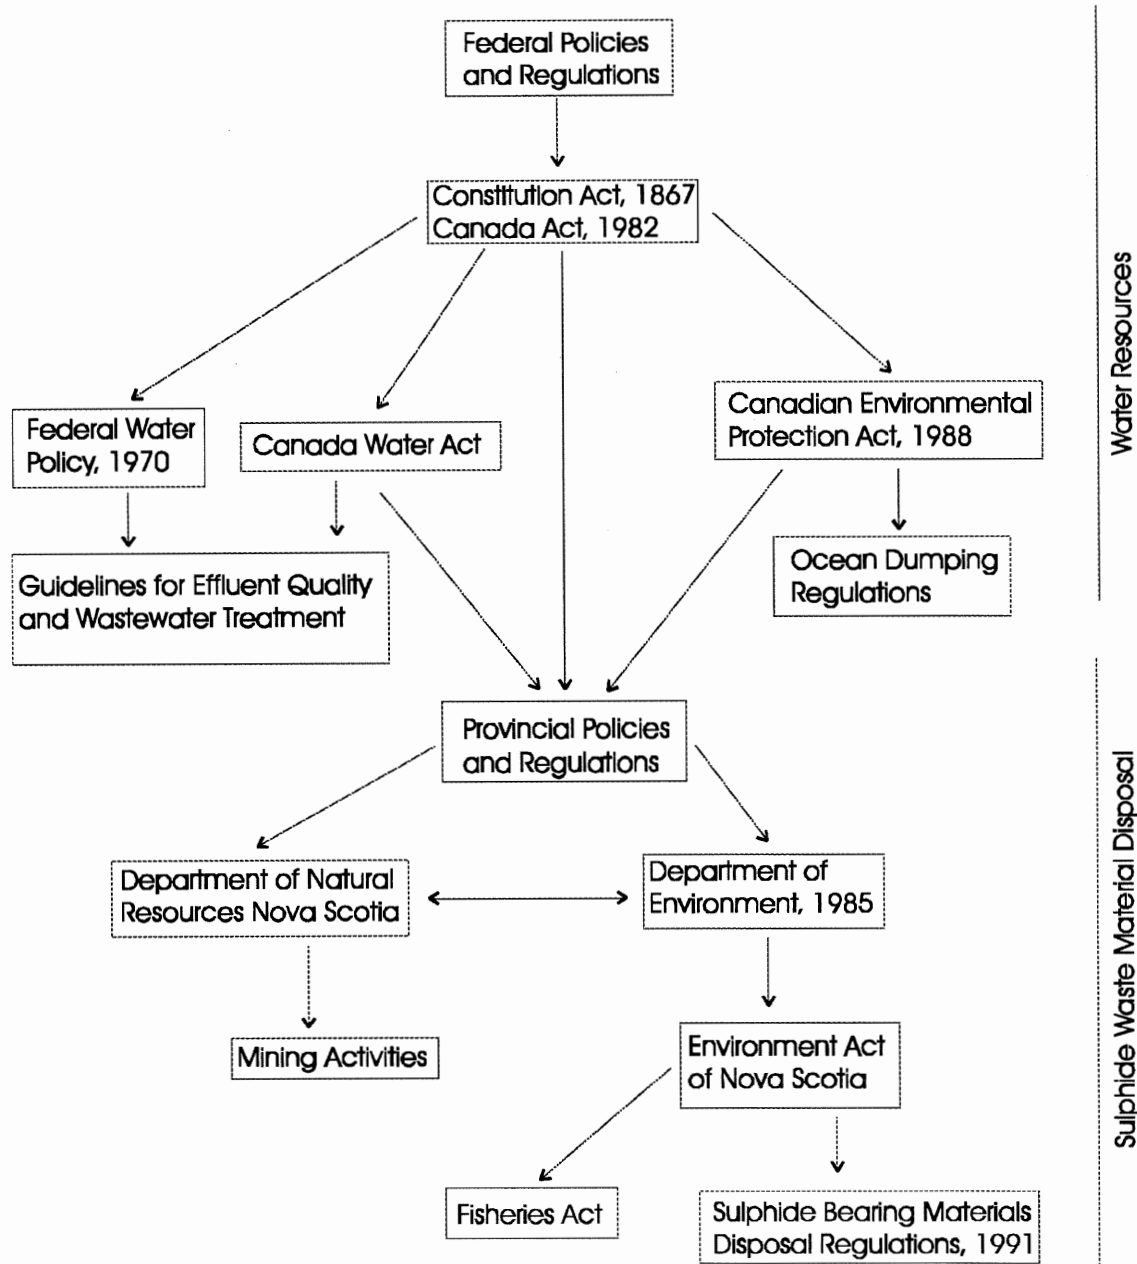 Federal Policies
and Regulations
Constitution Act, 1867
Canada Act, 1982
Federal Water
Policy, 1970
Canada Water Act
Canadian Environmental
Protection Act, 1988
Guidelines for Effluent Quality
and Wastewater Treatment
Ocean Dumping
Regulations
Water Resources
Provincial Policies
and Regulations
Department of Natural
Resources Nova Scotia
Department of
Environment, 1985
Mining Activities
Environment Act
of Nova Scotia
Fisheries Act
Sulphide Bearing Materials
Disposal Regulations, 1991
Sulphide Waste Material Disposal